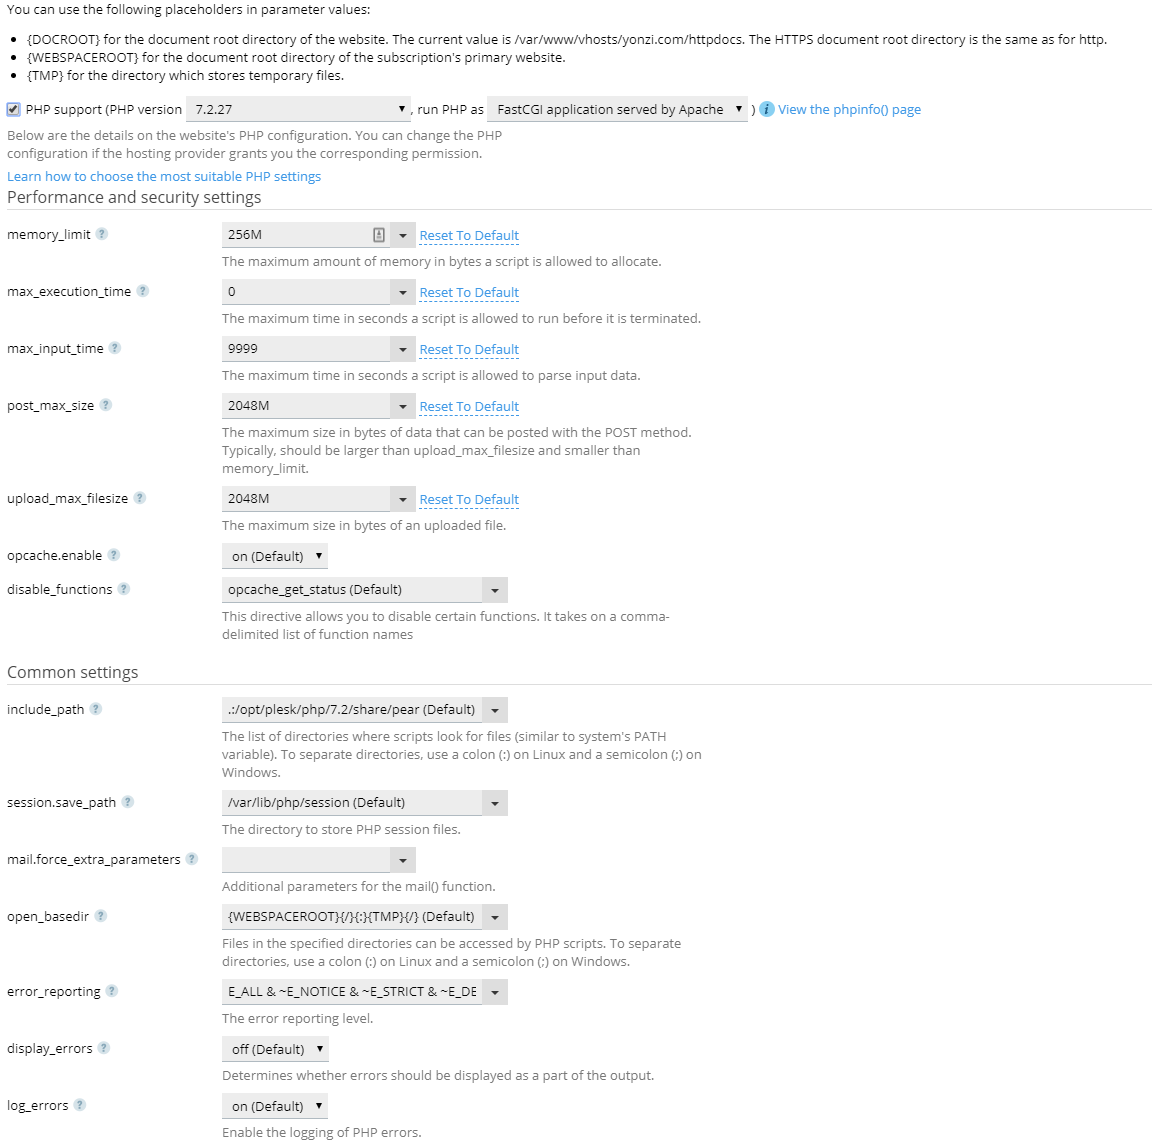 You can use the following placeholders in parameter values:
{DOCROOT} for the document root directory of the website. The current value is /var/www/vhosts/yonzi.com/httpdocs. The HTTPS document root directory is the same as for http.
{WEBSPACEROOT} for the document root directory of the subscription's primary website.
{TMP} for the directory which stores temporary files.
PHP support (PHP version 7.2.27 , run PHP as FastCGI application served by Apache ) i View the phpinfo() page
Below are the details on the website's PHP configuration. You can change the PHP
configuration if the hosting provider grants you the corresponding permission.
Learn how to choose the most suitable PHP settings
Performance and security settings
memory_limit ? 256M Reset To Default
The maximum amount of memory in bytes a script is allowed to allocate.
max_execution_time ? 0 Reset To Default
The maximum time in seconds a script is allowed to run before it is terminated.
max_input_time ? 9999 Reset To Default
The maximum time in seconds a script is allowed to parse input data.
post_max_size ? 2048M Reset To Default
The maximum size in bytes of data that can be posted with the POST method.
Typically, should be larger than upload_max_filesize and smaller than
memory_limit.
upload_max_filesize ? 2048M Reset To Default
The maximum size in bytes of an uploaded file.
opcache.enable ? on (Default)
disable_functions ? opcache_get_status (Default)
This directive allows you to disable certain functions. It takes on a comma-
delimited list of function names
Common settings
include_path ? .:/opt/plesk/php/7.2/share/pear (Default)
The list of directories where scripts look for files (similar to system's PATH
variable). To separate directories, use a colon (:) on Linux and a semicolon (;) on
Windows.
session.save_path ? /var/lib/php/session (Default)
The directory to store PHP session files.
mail.force_extra_parameters ?
Additional parameters for the mail() function.
open_basedir ? {WEBSPACEROOT}{/}{:}{TMP}{/} (Default)
Files in the specified directories can be accessed by PHP scripts. To separate
directories, use a colon (:) on Linux and a semicolon (;) on Windows.
error_reporting ? E_ALL & ~E_NOTICE & ~E_STRICT & ~E_DE
The error reporting level.
display_errors ? off (Default)
Determines whether errors should be displayed as a part of the output.
log_errors ? on (Default)
Enable the logging of PHP errors.